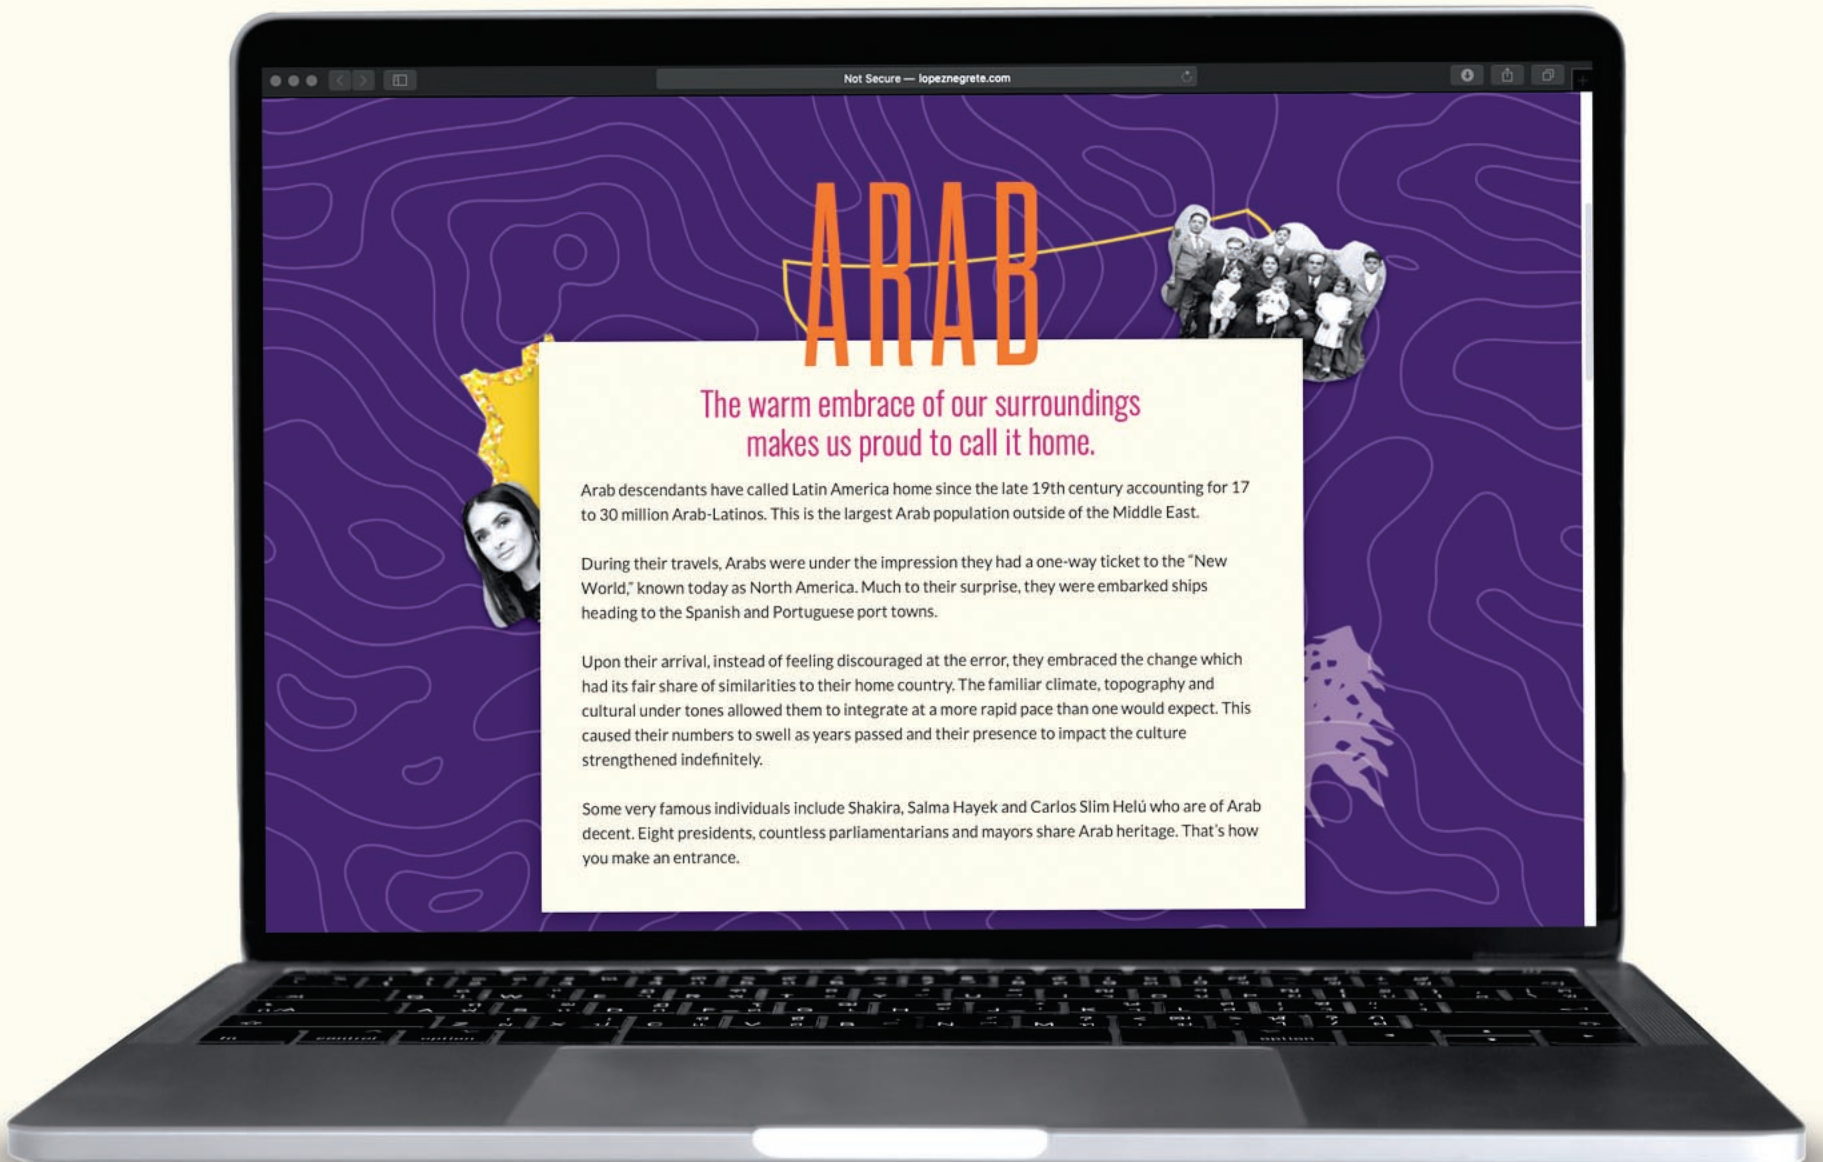 Not Secure — lopeznegrete.com
ARAB
The warm embrace of our surroundings
makes us proud to call it home.
Arab descendants have called Latin America home since the late 19th century accounting for 17
to 30 million Arab-Latinos. This is the largest Arab population outside of the Middle East.
During their travels, Arabs were under the impression they had a one-way ticket to the “New
World,” known today as North America. Much to their surprise, they were embarked ships
heading to the Spanish and Portuguese port towns.
Upon their arrival, instead of feeling discouraged at the error, they embraced the change which
had its fair share of similarities to their home country. The familiar climate, topography and
cultural under tones allowed them to integrate at a more rapid pace than one would expect. This
caused their numbers to swell as years passed and their presence to impact the culture
strengthened indefinitely.
Some very famous individuals include Shakira, Salma Hayek and Carlos Slim Helú who are of Arab
decent. Eight presidents, countless parliamentarians and mayors share Arab heritage. That’s how
you make an entrance.